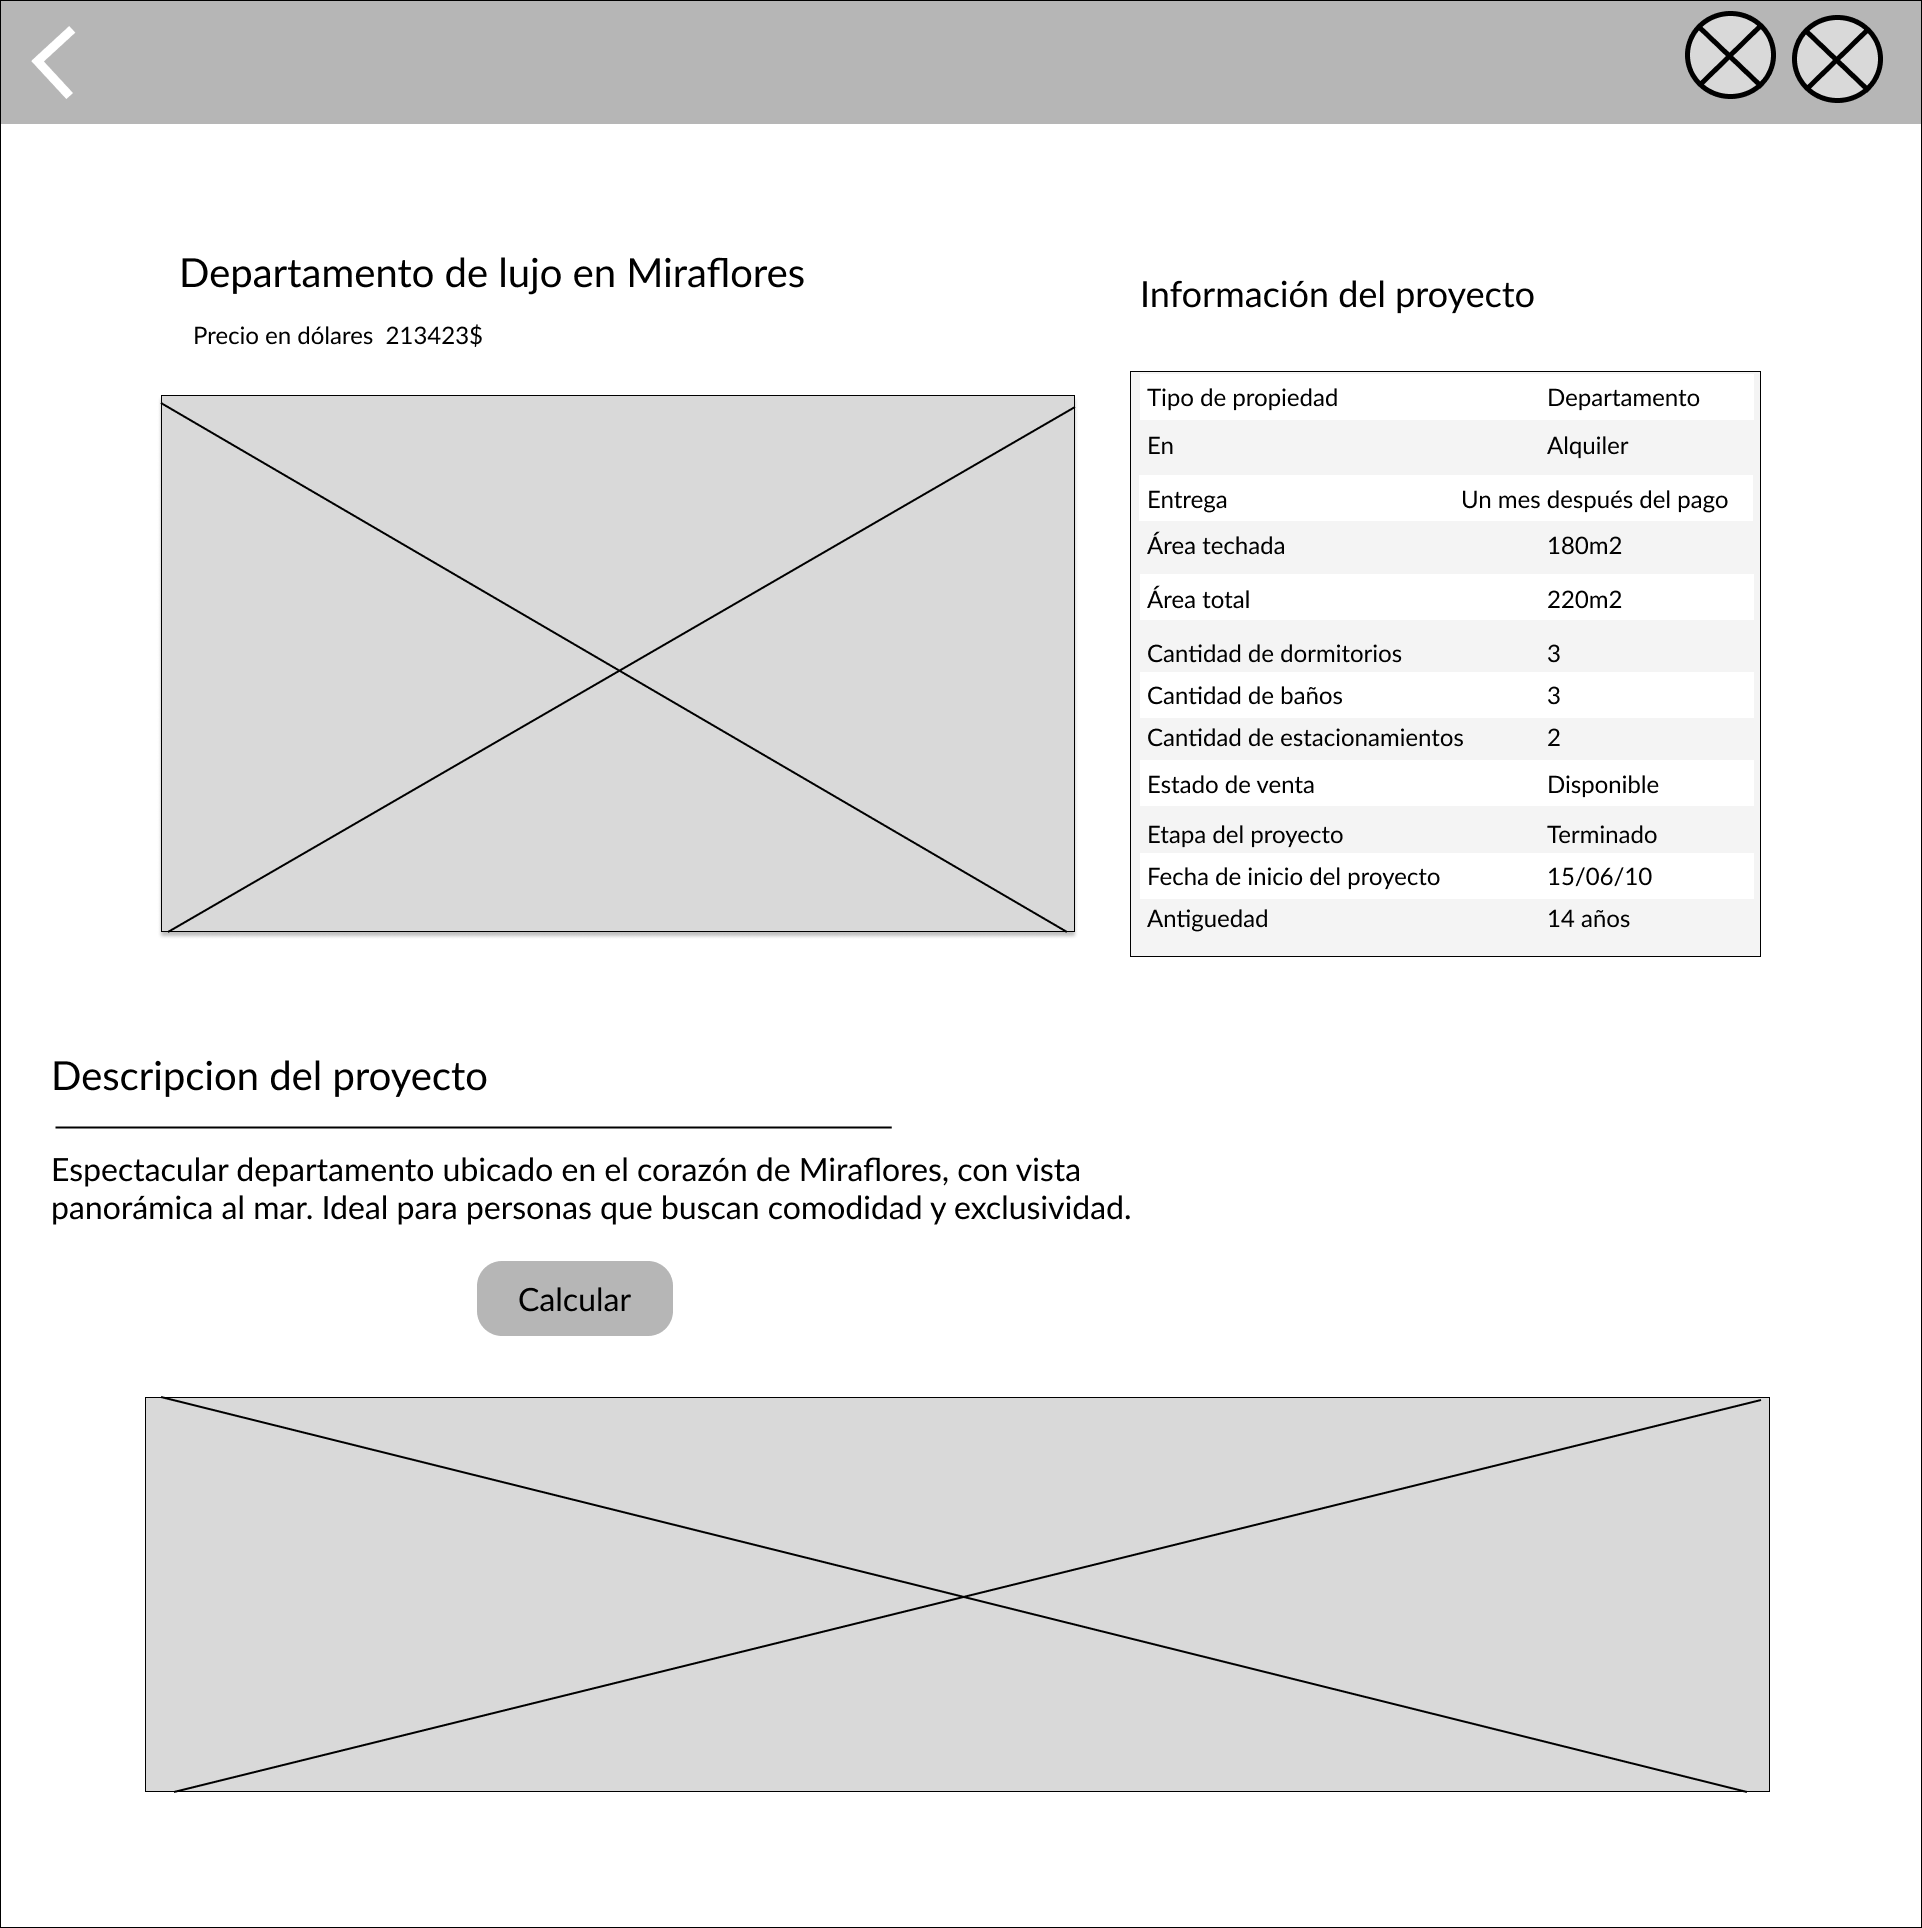 Departamento de lujo en Miraflores
Precio en dólares 213423$
Información del proyecto
Tipo de propiedad Departamento
En Alquiler
Entrega Un mes después del pago
Área techada 180m2
Área total 220m2
Cantidad de dormitorios 3
Cantidad de baños 3
Cantidad de estacionamientos 2
Estado de venta Disponible
Etapa del proyecto Terminado
Fecha de inicio del proyecto 15/06/10
Antiguedad 14 años
Descripcion del proyecto
Espectacular departamento ubicado en el corazón de Miraflores, con vista
panorámica al mar. Ideal para personas que buscan comodidad y exclusividad.
Calcular